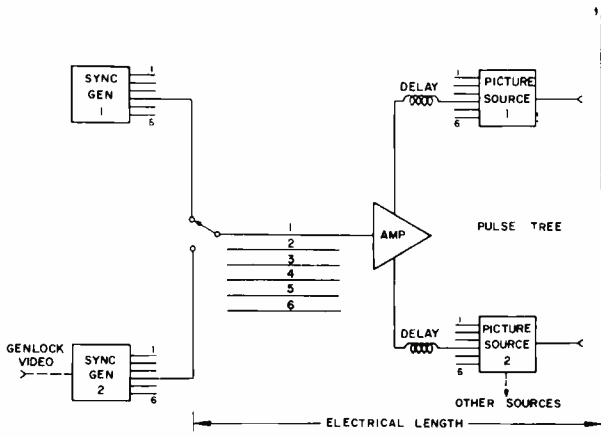 SYNC
GEN
1
1
6
DELAY
1
6
PICTURE
SOURCE
1
1
2
3
4
5
6
AMP
PULSE TREE
GENLOCK
VIDEO
SYNC
GEN
2
1
6
DELAY
1
6
PICTURE
SOURCE
2
OTHER SOURCES
ELECTRICAL LENGTH